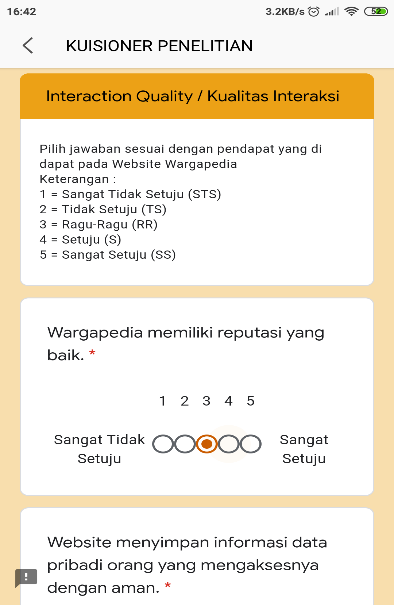 16:42
3.2KB/s
52
KUISIONER PENELITIAN
Interaction Quality / Kualitas Interaksi
Pilih jawaban sesuai dengan pendapat yang di
dapat pada Website Wargapedia
Keterangan :
1 = Sangat Tidak Setuju (STS)
2 = Tidak Setuju (TS)
3 = Ragu-Ragu (RR)
4 = Setuju (S)
5 = Sangat Setuju (SS)
Wargapedia memiliki reputasi yang
baik. *
1 2 3 4 5
Sangat Tidak
Setuju
Sangat
Setuju
Website menyimpan informasi data
pribadi orang yang mengaksesnya
dengan aman. *